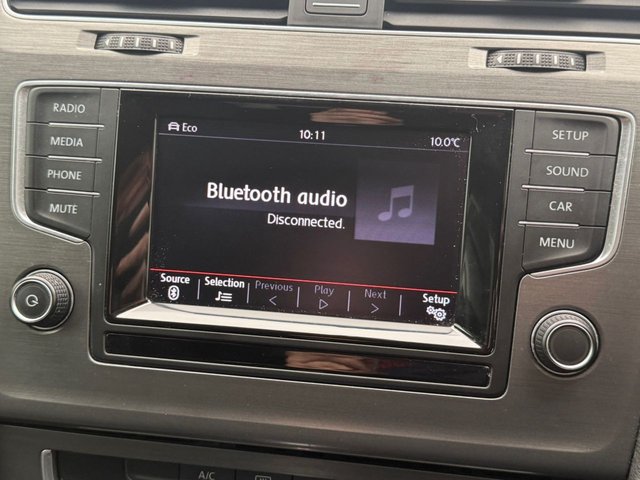 RADIO
MEDIA
PHONE
MUTE
Eco
10:11
10.0°C
Bluetooth audio
Disconnected.
Source
Selection
Previous
Play
Next
Setup
SETUP
SOUND
CAR
MENU
A/C